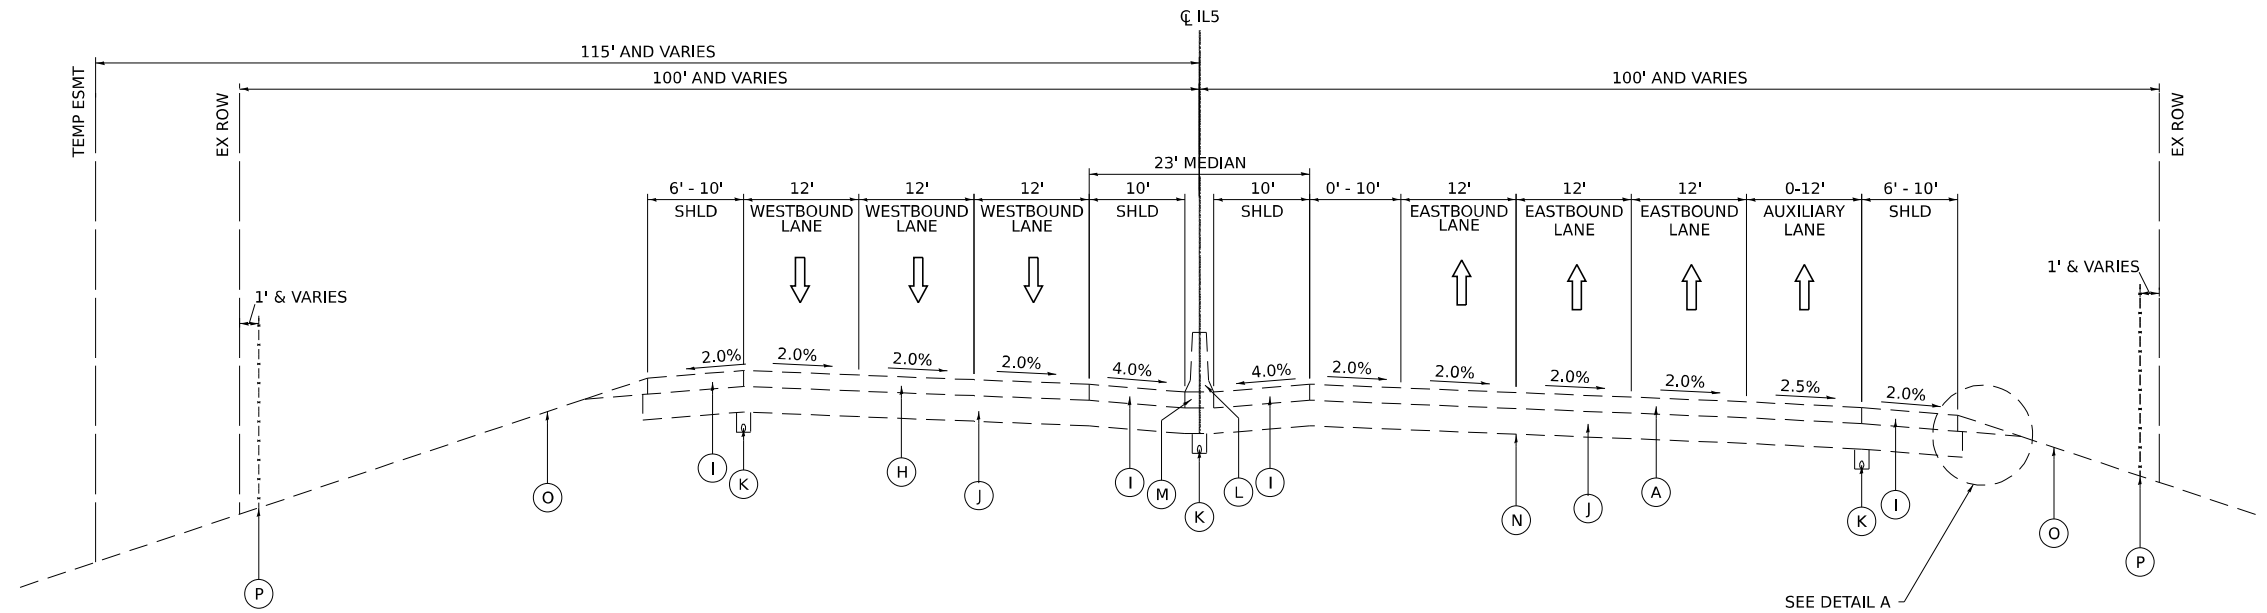 ℄ IL5
115' AND VARIES
100' AND VARIES
100' AND VARIES
TEMP ESMT
EX ROW
EX ROW
23' MEDIAN
6' - 10'
12'
12'
12'
10'
10'
0' - 10'
12'
12'
12'
0-12'
6' - 10'
SHLD
WESTBOUND
LANE
WESTBOUND
LANE
WESTBOUND
LANE
SHLD
SHLD
EASTBOUND
LANE
EASTBOUND
LANE
EASTBOUND
LANE
AUXILIARY
LANE
SHLD
1' & VARIES
1' & VARIES
2.0%
2.0%
2.0%
2.0%
4.0%
4.0%
2.0%
2.0%
2.0%
2.0%
2.5%
2.0%
O
I
K
H
J
I
M
K
L
I
N
J
A
K
I
O
P
P
SEE DETAIL A